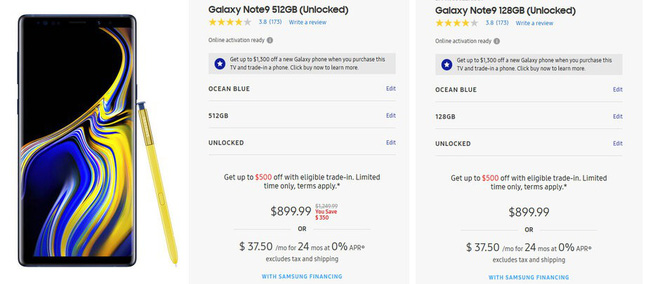 Galaxy Note9 512GB (Unlocked)
3.8 (173) Write a review
Online activation ready
Get up to $1,300 off a new Galaxy phone when you purchase this
TV and trade-in a phone. Click buy now to learn more.
OCEAN BLUE Edit
512GB Edit
UNLOCKED Edit
Get up to $500 off with eligible trade-in. Limited
time only, terms apply.*
$899.99 $1,249.99
You Save
$350
OR
$ 37.50 /mo for 24 mos at 0% APR⁰
excludes tax and shipping
WITH SAMSUNG FINANCING
Galaxy Note9 128GB (Unlocked)
3.8 (173) Write a review
Online activation ready
Get up to $1,300 off a new Galaxy phone when you purchase this
TV and trade-in a phone. Click buy now to learn more.
OCEAN BLUE Edit
128GB Edit
UNLOCKED Edit
Get up to $500 off with eligible trade-in. Limited
time only, terms apply.*
$899.99
OR
$ 37.50 /mo for 24 mos at 0% APR⁰
excludes tax and shipping
WITH SAMSUNG FINANCING